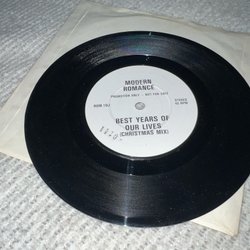 MODERN
ROMANCE
PROMOTION ONLY - NOT FOR SALE
STEREO
45 RPM
BEST YEARS OF
OUR LIVES
(CHRISTMAS MIX)